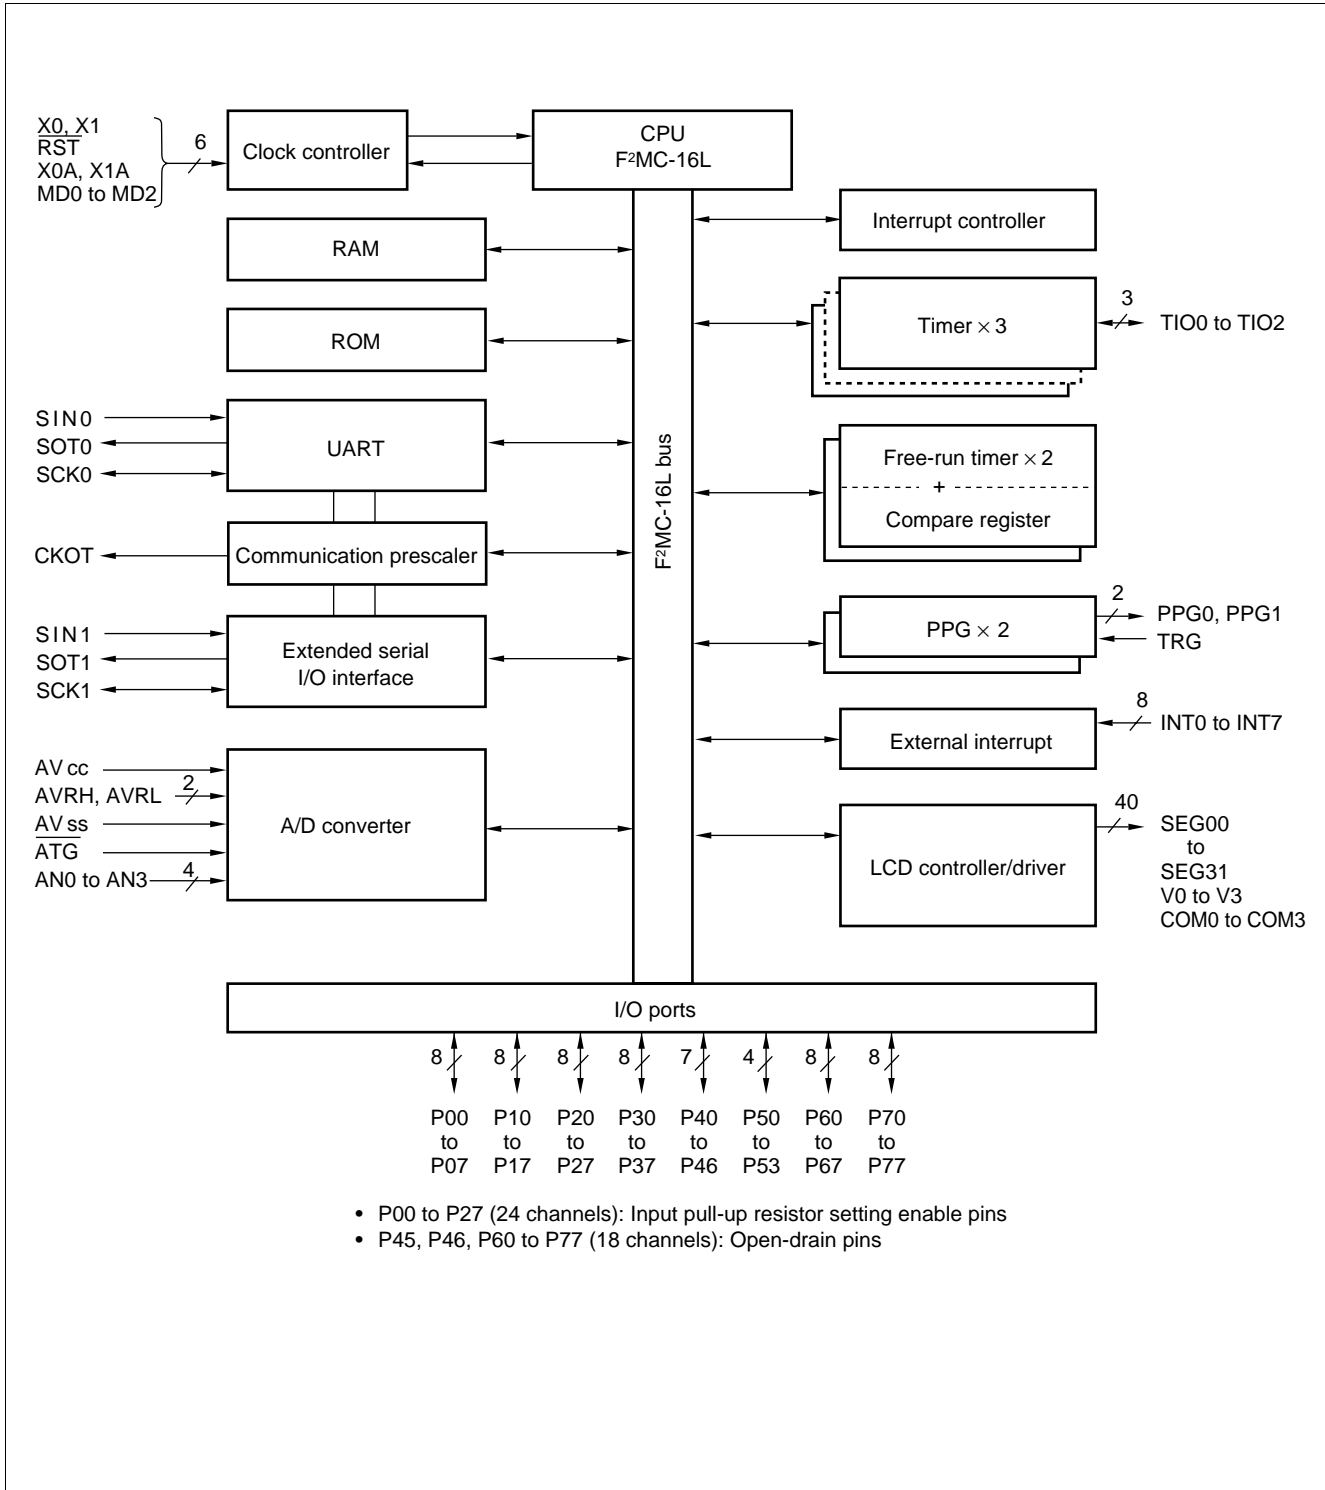 X0, X1
RST
X0A, X1A
MD0 to MD2
6
Clock controller
CPU
F²MC-16L
Interrupt controller
RAM
Timer × 3
3
TIO0 to TIO2
ROM
SIN0
SOT0
SCK0
UART
F²MC-16L bus
Free-run timer × 2
+
Compare register
CKOT
Communication prescaler
SIN1
SOT1
SCK1
Extended serial
I/O interface
PPG × 2
2
PPG0, PPG1
TRG
External interrupt
8
INT0 to INT7
AVcc
AVRH, AVRL
2
AVss
ATG
AN0 to AN3
4
A/D converter
LCD controller/driver
40
SEG00
to
SEG31
V0 to V3
COM0 to COM3
I/O ports
8 8 8 8 7 4 8 8
P00 P10 P20 P30 P40 P50 P60 P70
to to to to to to to to
P07 P17 P27 P37 P46 P53 P67 P77
• P00 to P27 (24 channels): Input pull-up resistor setting enable pins
• P45, P46, P60 to P77 (18 channels): Open-drain pins